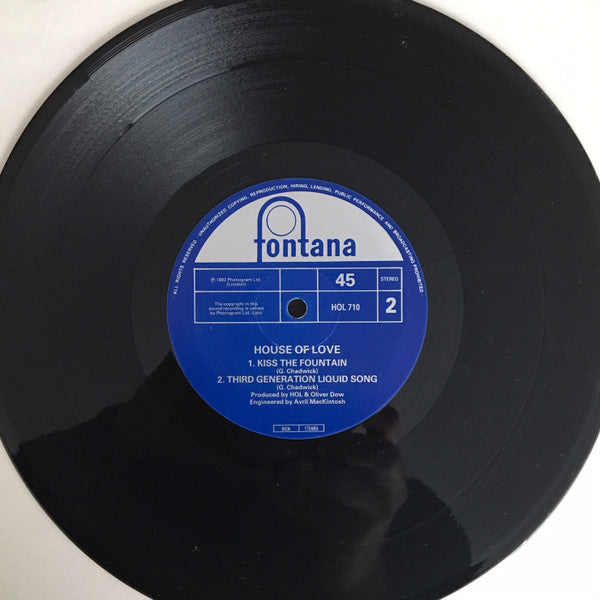 ALL RIGHTS RESERVED UNAUTHORIZED COPYING, REPRODUCTION, HIRING, LENDING, PUBLIC PERFORMANCE AND BROADCASTING PROHIBITED
fontana
℗ 1992 Phonogram Ltd.
(London)
45
STEREO
The copyright in this
sound recording is owned
by Phonogram Ltd. (Lon)
HOL 710
2
HOUSE OF LOVE
1. KISS THE FOUNTAIN
(G. Chadwick)
2. THIRD GENERATION LIQUID SONG
(G. Chadwick)
Produced by HOL & Oliver Dow
Engineered by Avril MacKintosh
BIEM STEMRA